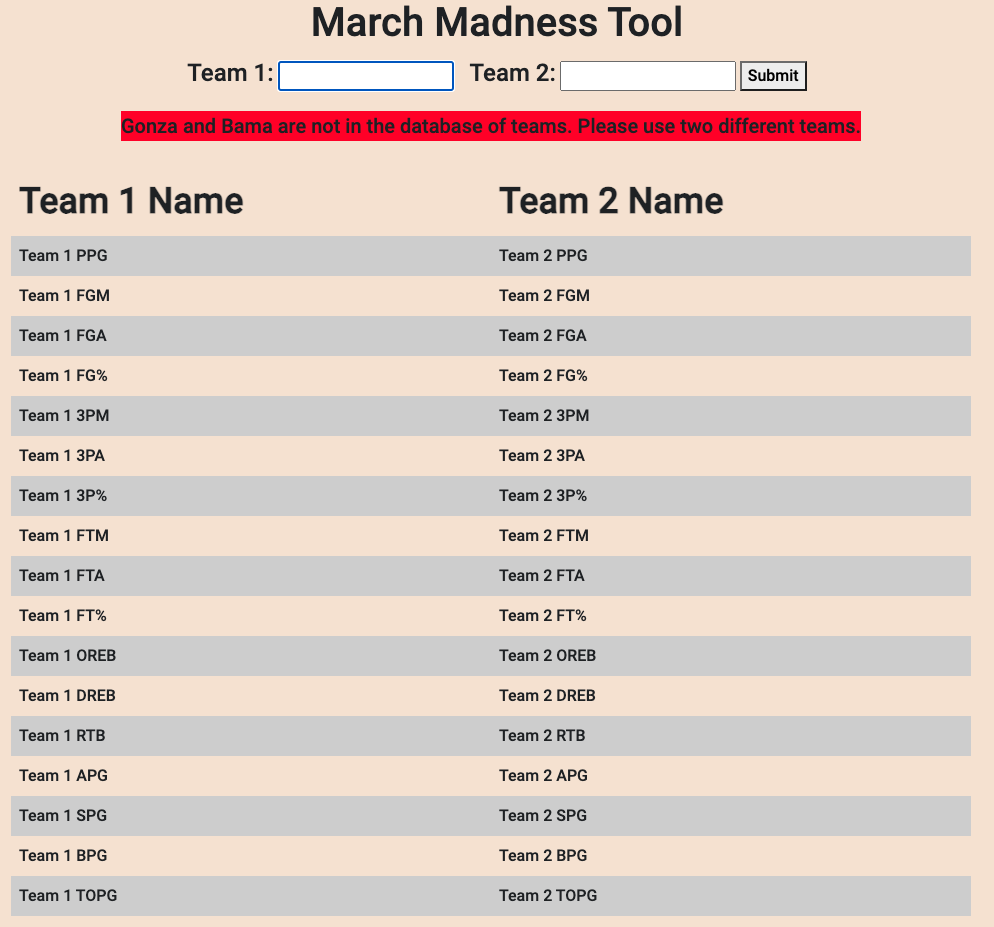 March Madness Tool
Team 1: Team 2: Submit
Gonza and Bama are not in the database of teams. Please use two different teams.
Team 1 Name Team 2 Name
Team 1 PPG Team 2 PPG
Team 1 FGM Team 2 FGM
Team 1 FGA Team 2 FGA
Team 1 FG% Team 2 FG%
Team 1 3PM Team 2 3PM
Team 1 3PA Team 2 3PA
Team 1 3P% Team 2 3P%
Team 1 FTM Team 2 FTM
Team 1 FTA Team 2 FTA
Team 1 FT% Team 2 FT%
Team 1 OREB Team 2 OREB
Team 1 DREB Team 2 DREB
Team 1 RTB Team 2 RTB
Team 1 APG Team 2 APG
Team 1 SPG Team 2 SPG
Team 1 BPG Team 2 BPG
Team 1 TOPG Team 2 TOPG